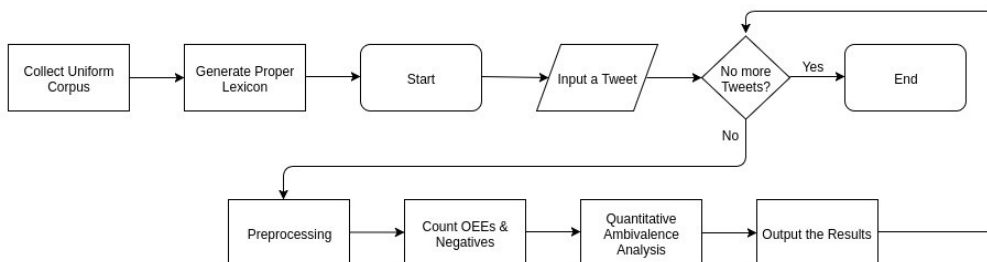 Collect Uniform
Corpus
Generate Proper
Lexicon
Start
Input a Tweet
No more
Tweets?
Yes
End
No
Preprocessing
Count OEEs &
Negatives
Quantitative
Ambivalence
Analysis
Output the Results